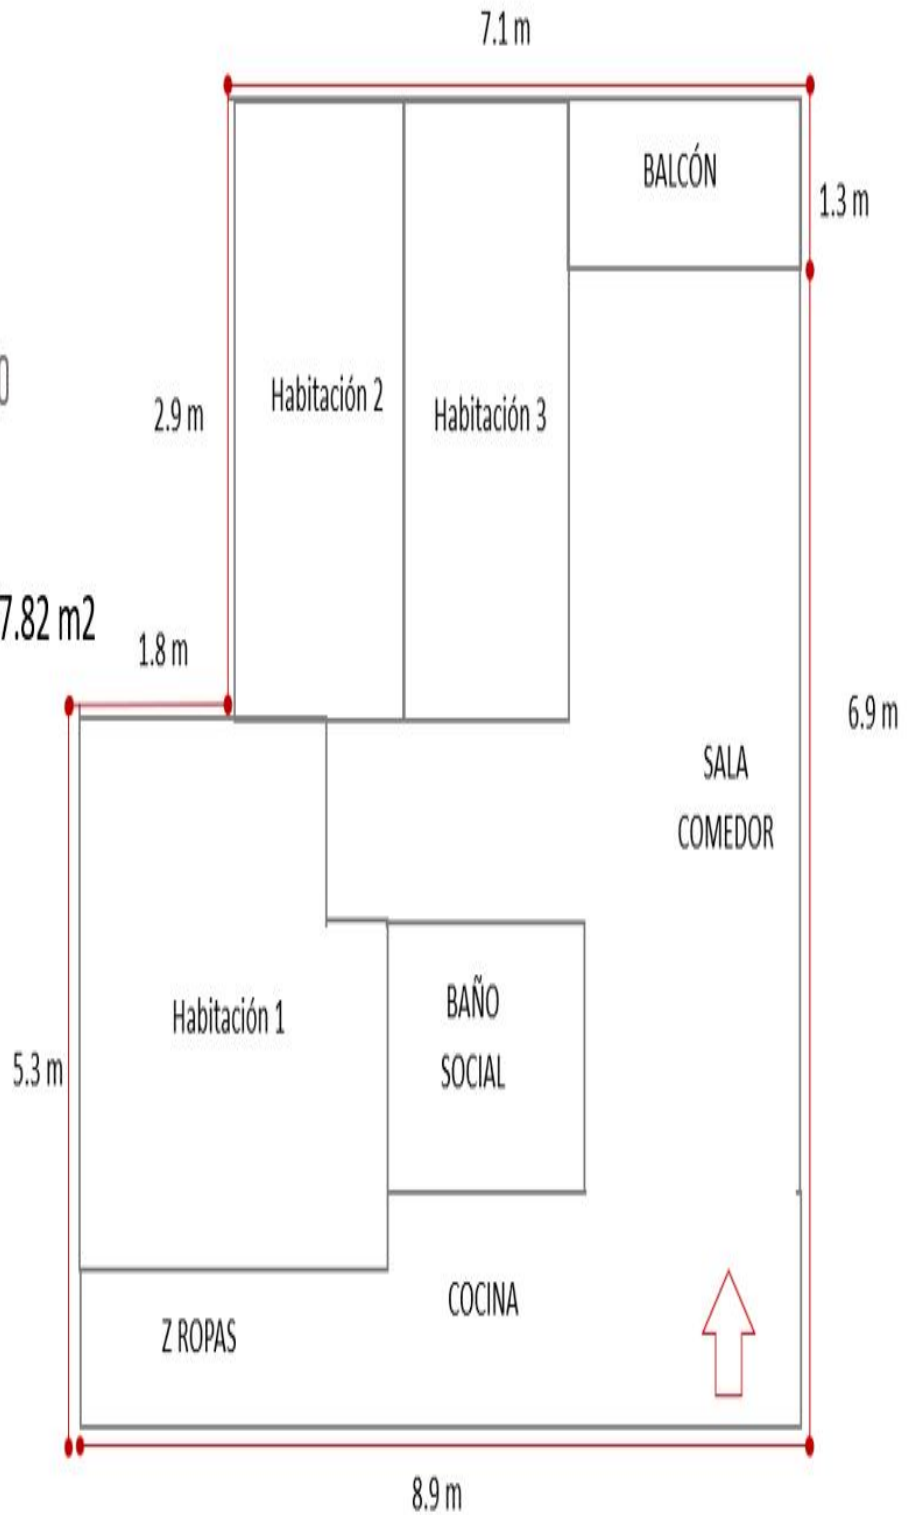 7.1 m
BALCÓN
1.3 m
Habitación 2
2.9 m
Habitación 3
7.82 m2
1.8 m
6.9 m
SALA
COMEDOR
BAÑO
Habitación 1
SOCIAL
5.3 m
COCINA
Z ROPAS
8.9 m